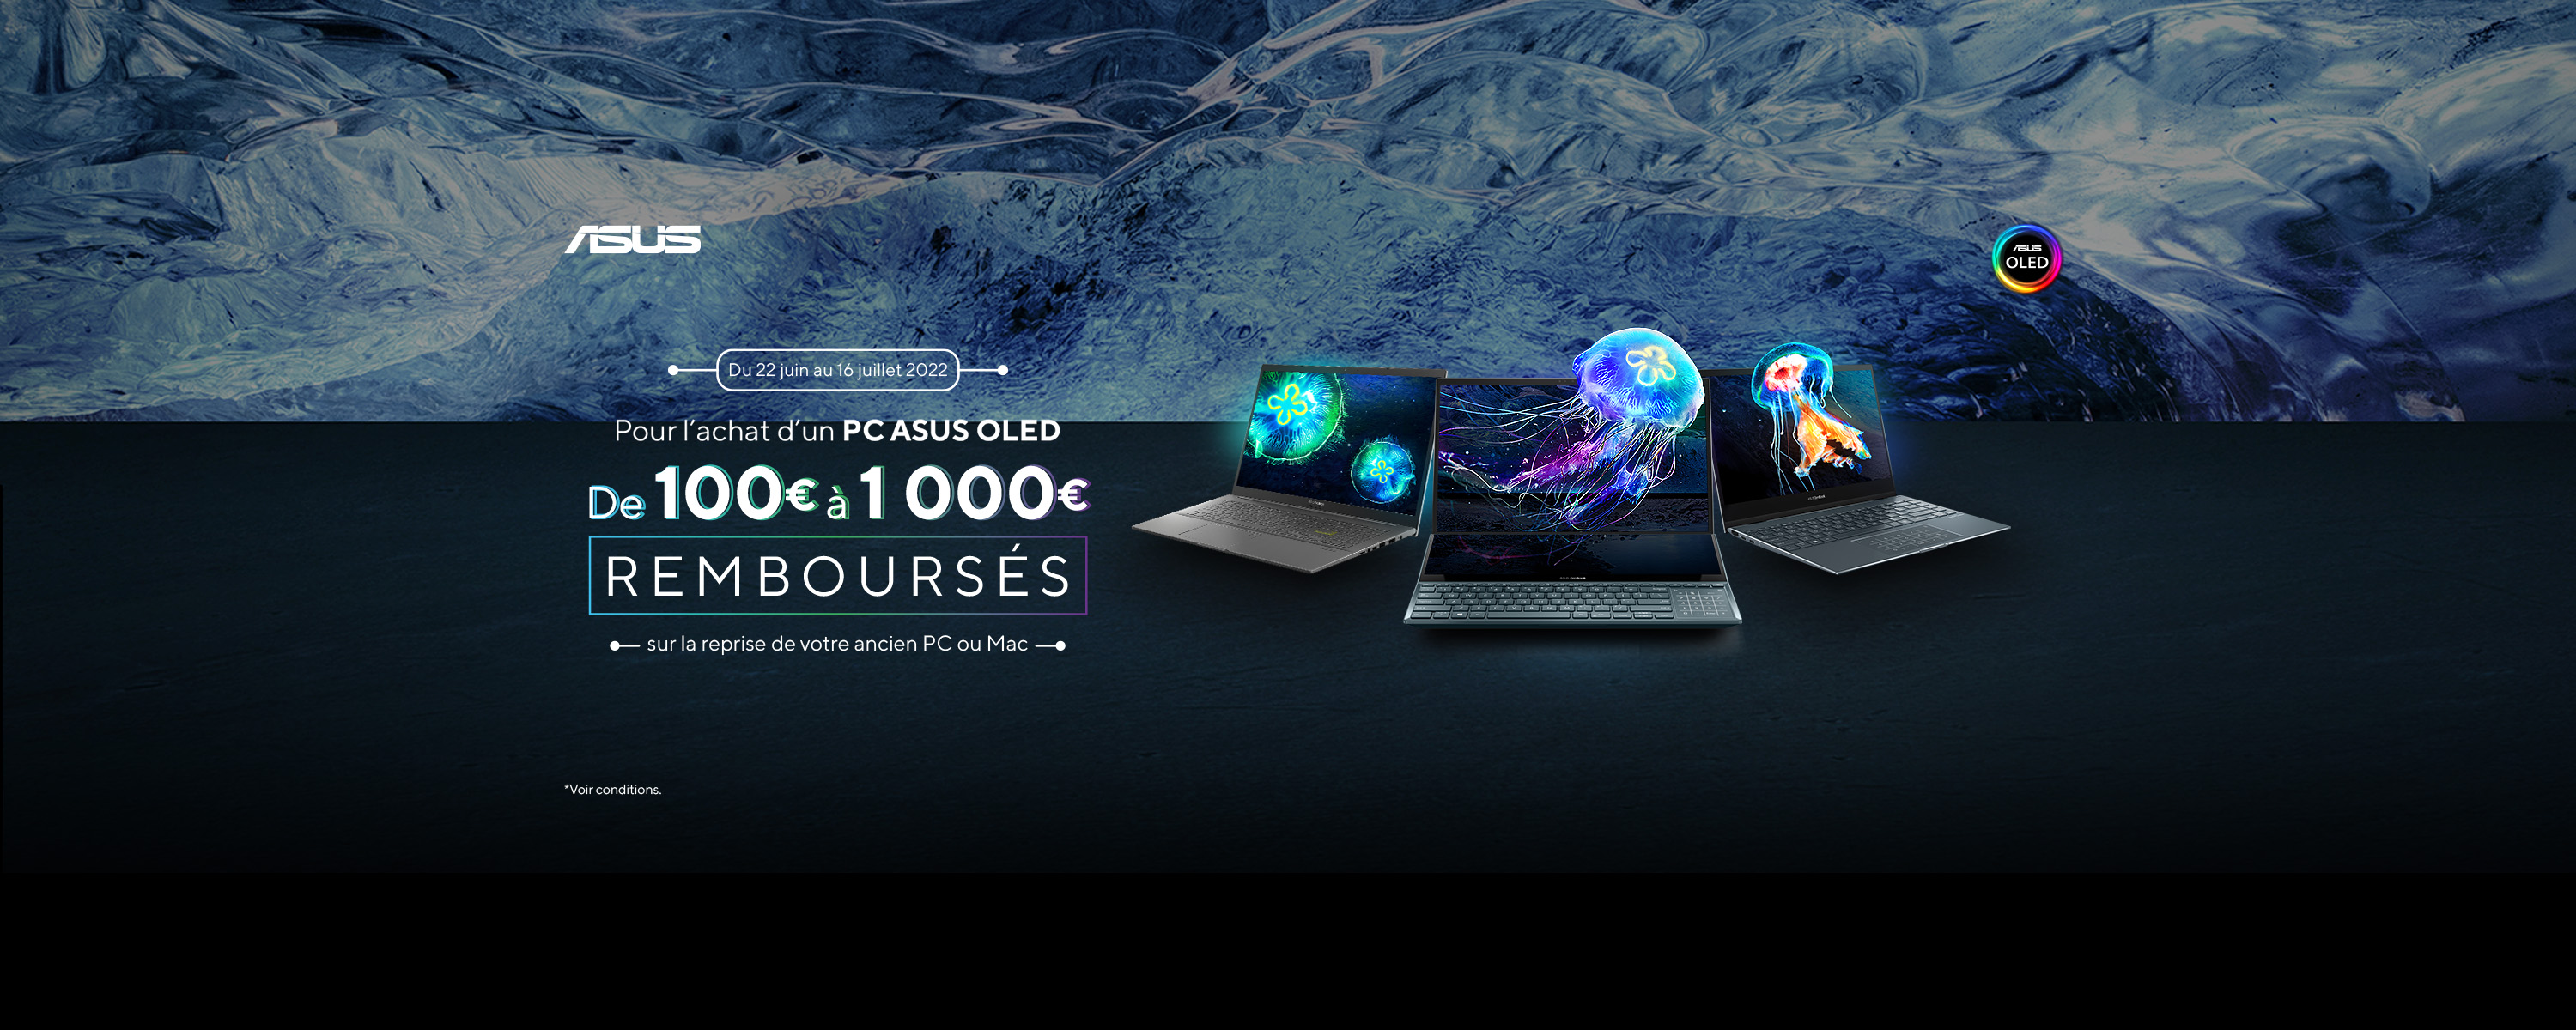 ASUS
ASUS
OLED
Du 22 juin au 16 juillet 2022
Pour l'achat d'un PC ASUS OLED
De 100€ à 1 000€
REMBOURSÉS
sur la reprise de votre ancien PC ou Mac
*Voir conditions.